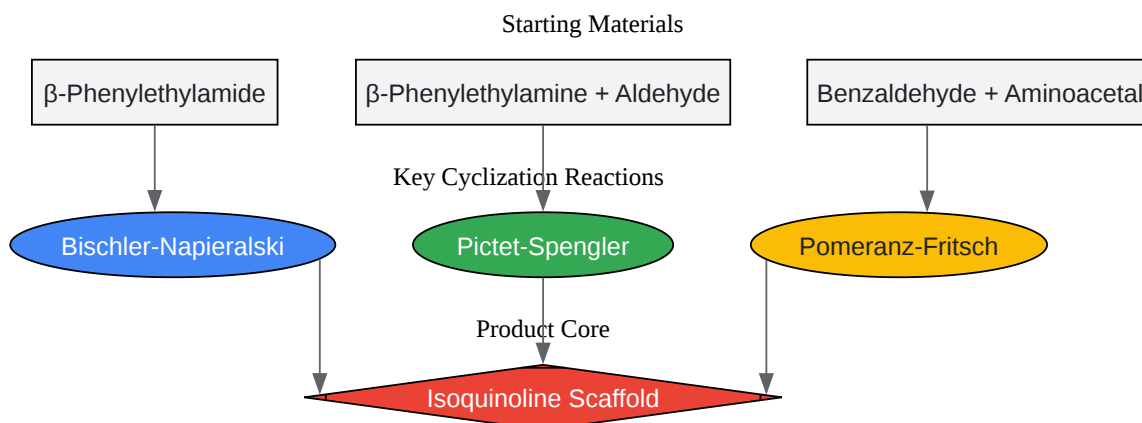 Starting Materials
β-Phenylethylamide
β-Phenylethylamine + Aldehyde
Benzaldehyde + Aminoacetal
Key Cyclization Reactions
Bischler-Napieralski
Pictet-Spengler
Pomeranz-Fritsch
Product Core
Isoquinoline Scaffold